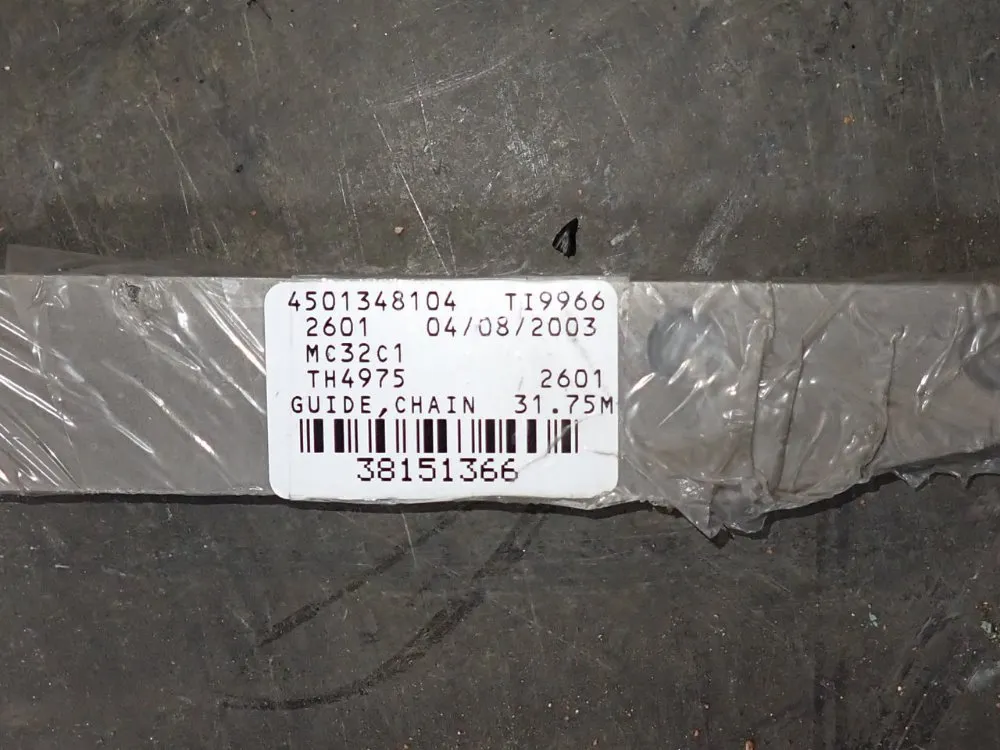 4501348104 TI9966
2601 04/08/2003
MC32C1
TH4975 2601
GUIDE,CHAIN 31.75M
38151366